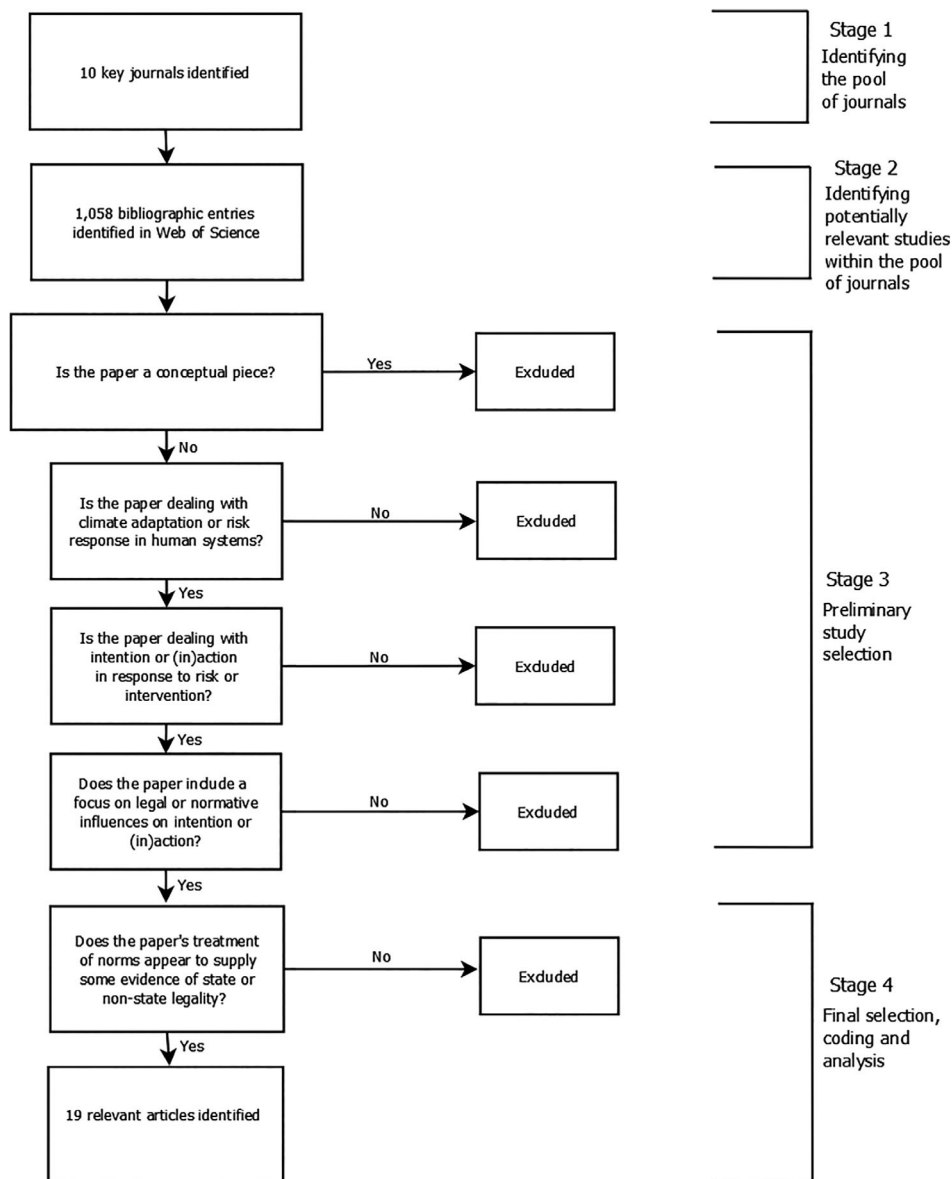 10 key journals identified
Stage 1
Identifying
the pool
of journals
1,058 bibliographic entries
identified in Web of Science
Stage 2
Identifying
potentially
relevant studies
within the pool
of journals
Is the paper a conceptual piece?
Yes
Excluded
No
Is the paper dealing with
climate adaptation or risk
response in human systems?
No
Excluded
Yes
Is the paper dealing with
intention or (in)action
in response to risk or
intervention?
No
Excluded
Yes
Does the paper include a
focus on legal or normative
influences on intention or
(in)action?
No
Excluded
Yes
Stage 3
Preliminary
study
selection
Does the paper's treatment
of norms appear to supply
some evidence of state or
non-state legality?
No
Excluded
Yes
19 relevant articles identified
Stage 4
Final selection,
coding and
analysis